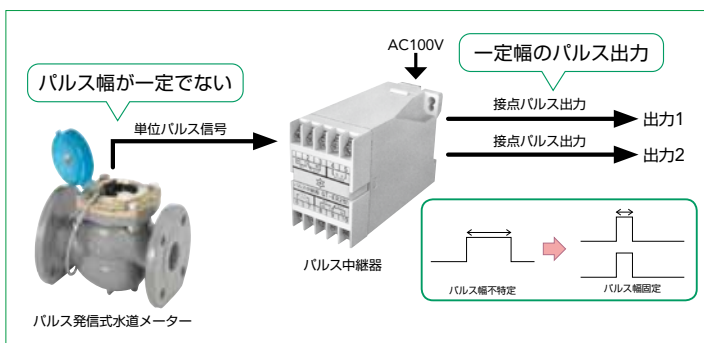 AC100V
一定幅のパルス出力
パルス幅が一定でない
単位パルス信号
接点パルス出力
出力1
接点パルス出力
出力2
パルス中継器
パルス幅不特定
パルス幅固定
パルス発信式水道メーター